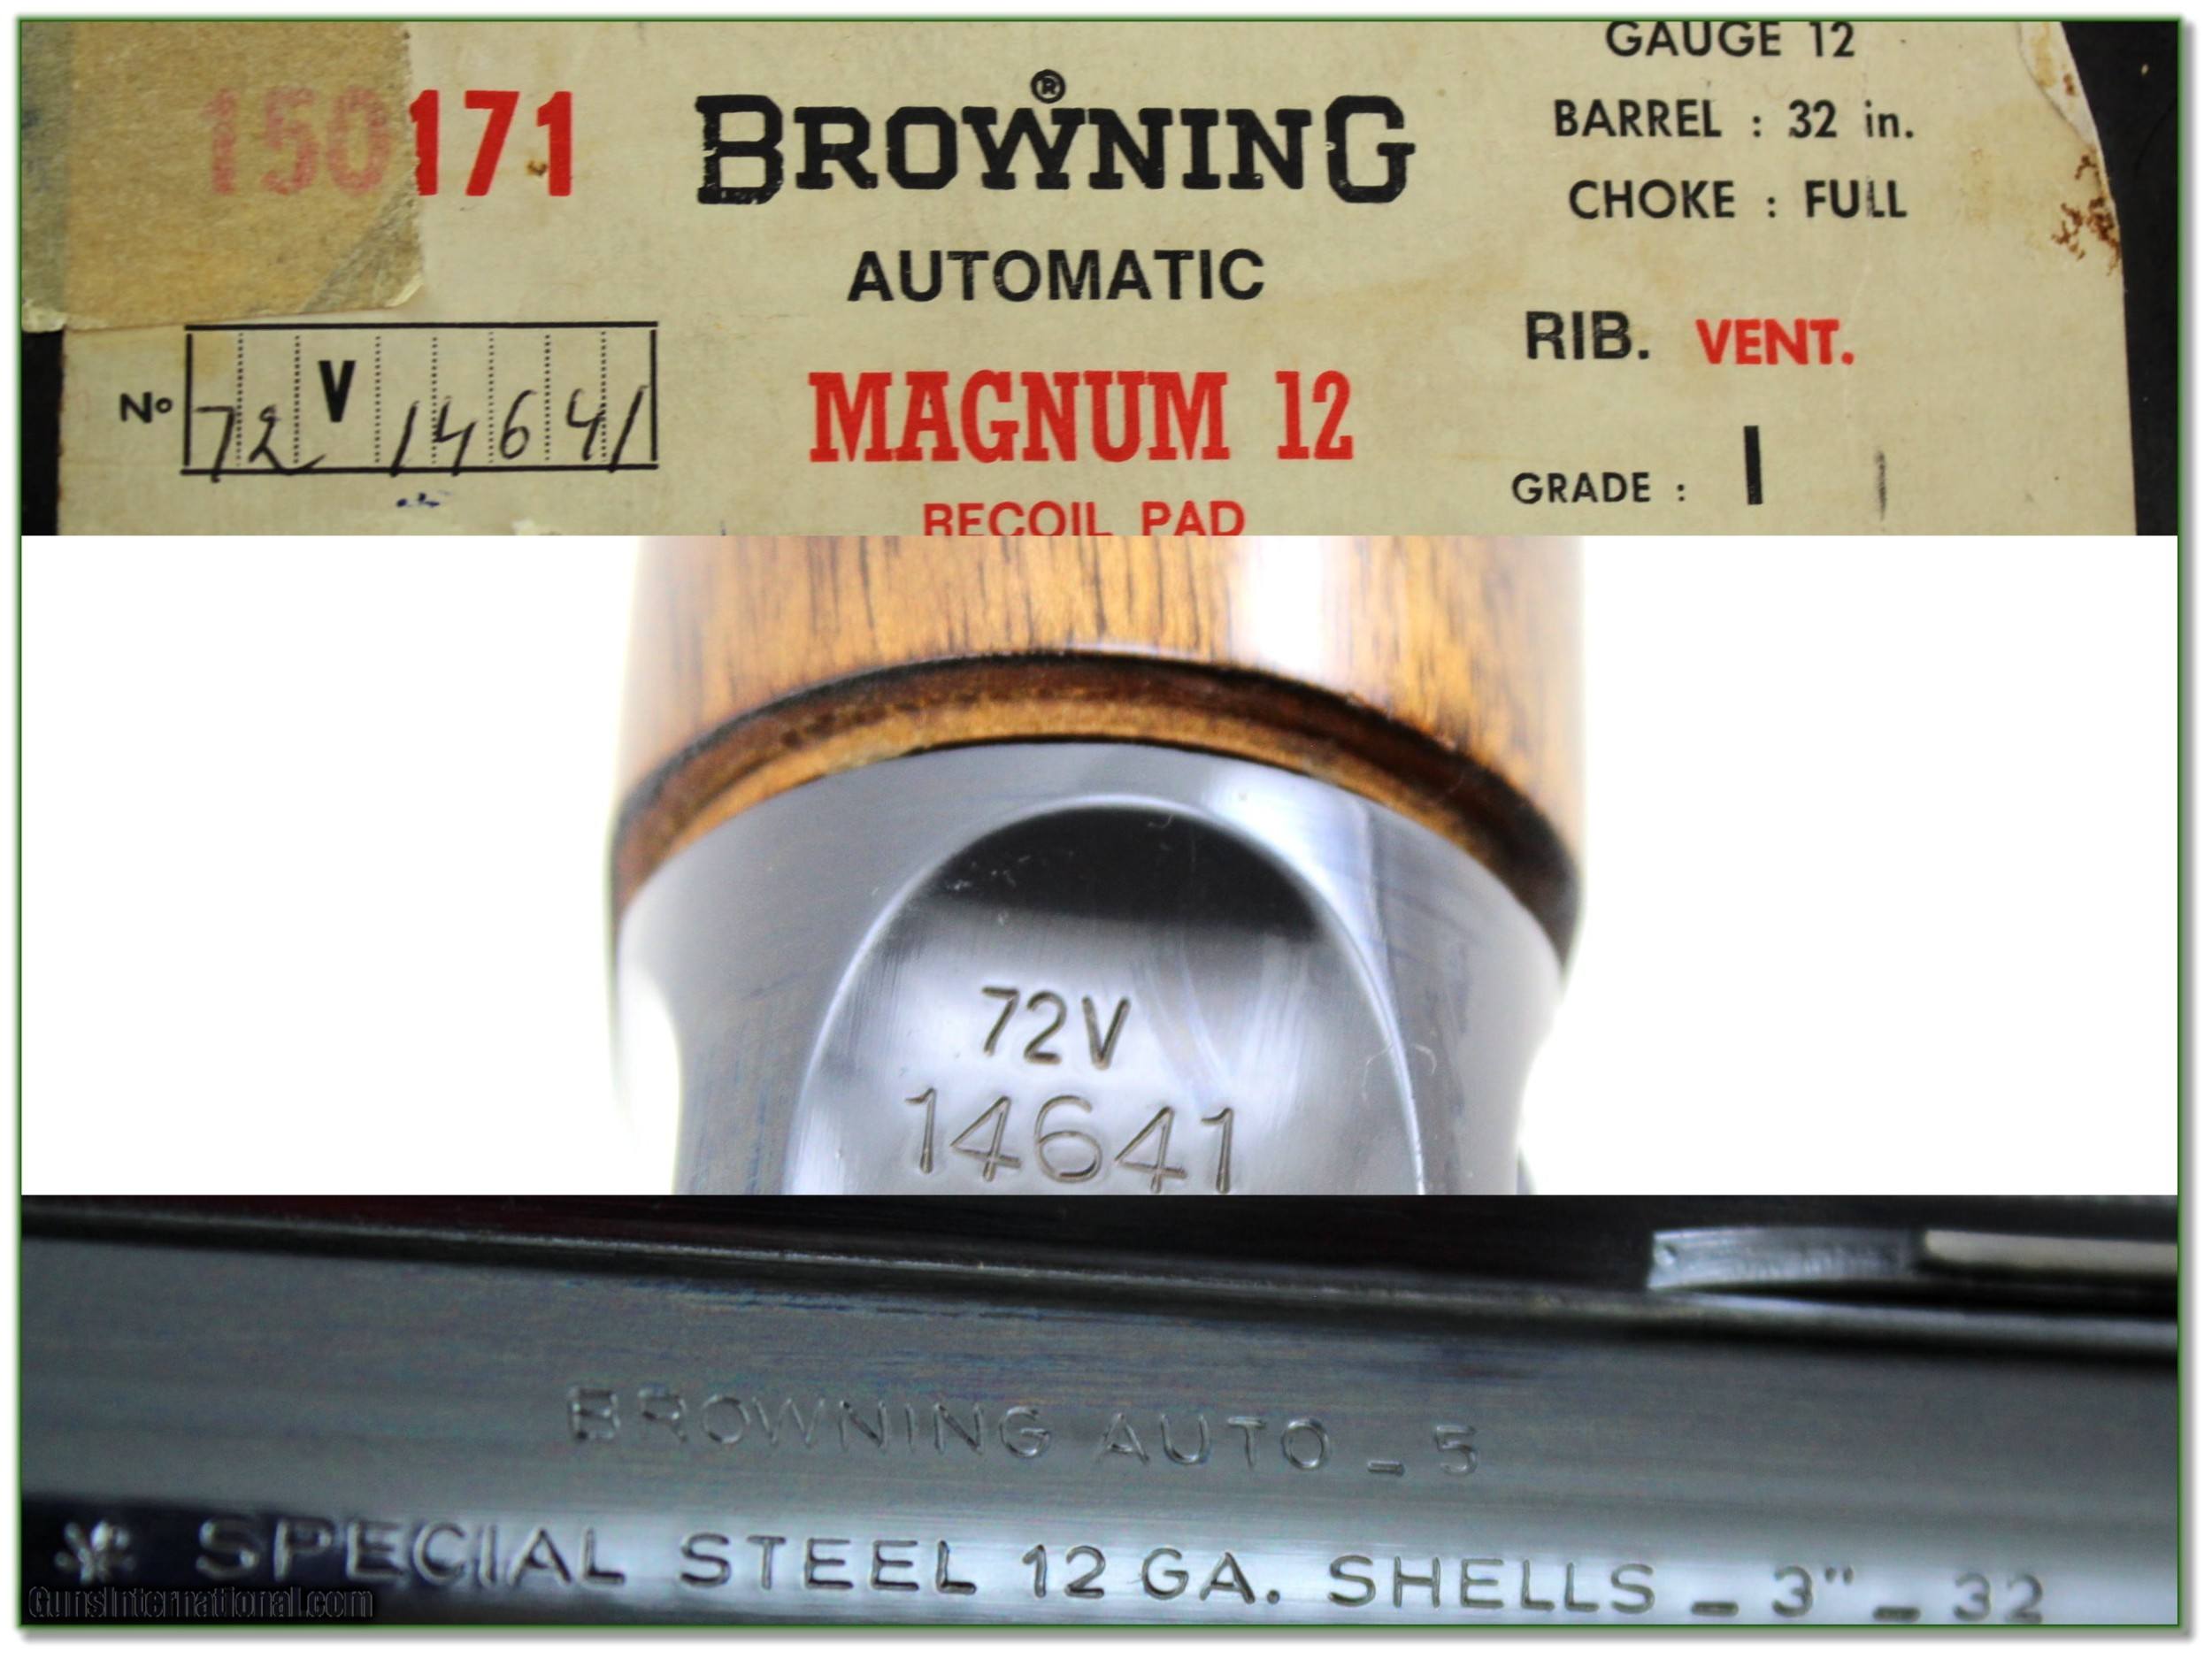 GAUGE 12
150171
BROWNING®
BARREL : 32 in.
CHOKE : FULL
AUTOMATIC
RIB. VENT.
No 72 V 14641
MAGNUM 12
GRADE : I
RECOIL PAD
72V
14641
BROWNING AUTO - 5
* SPECIAL STEEL 12 GA. SHELLS - 3" - 32
GunsInternational.com